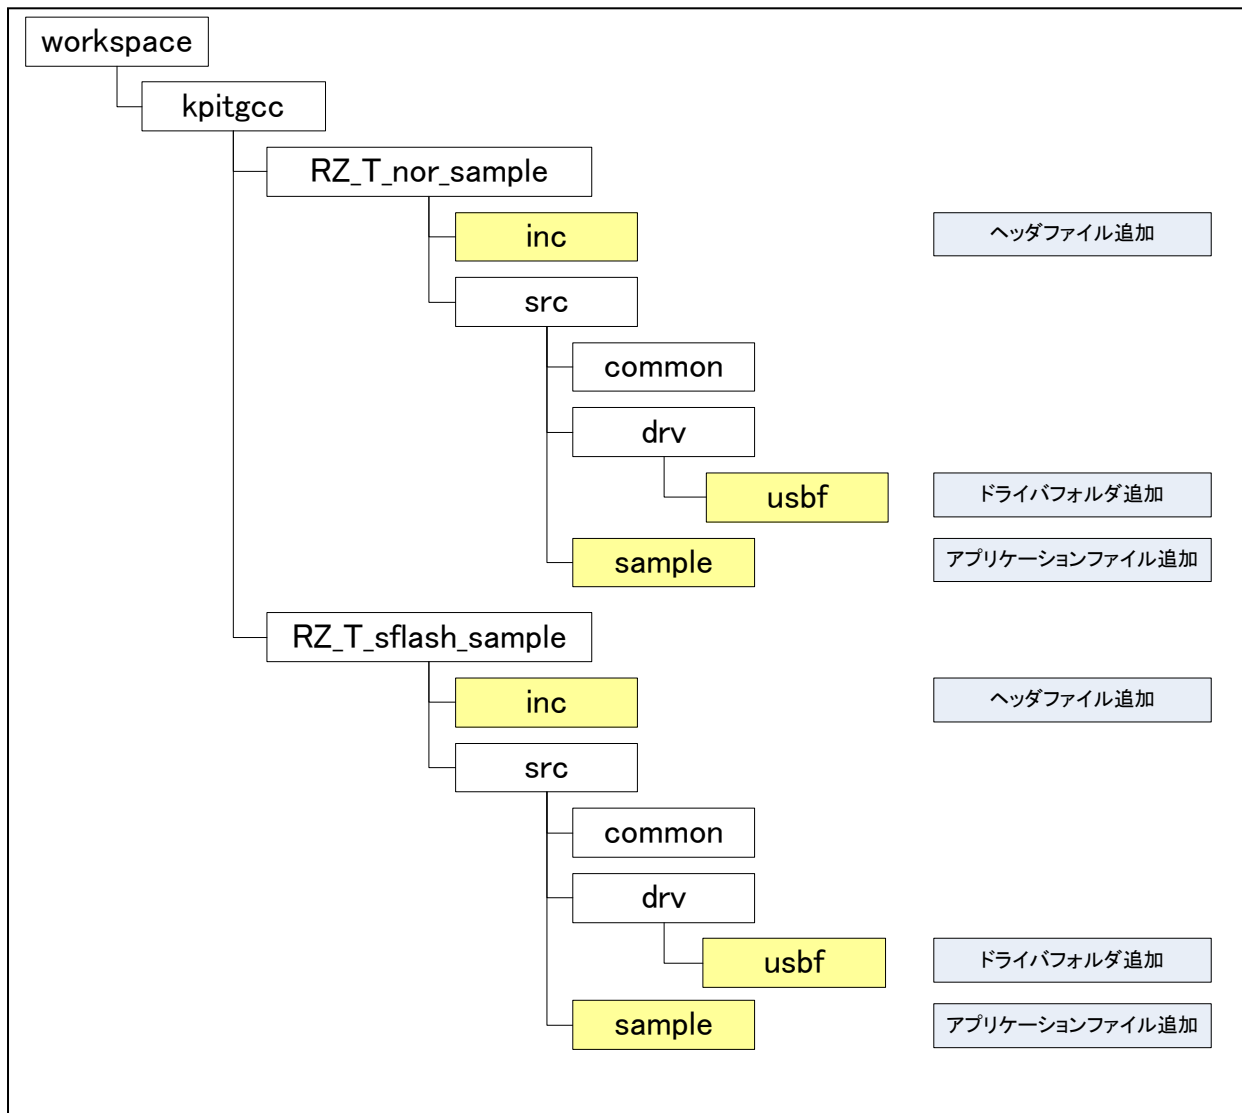 workspace
kpitgcc
RZ_T_nor_sample
inc ヘッダファイル追加
src
common
drv
usbf ドライバフォルダ追加
sample アプリケーションファイル追加
RZ_T_sflash_sample
inc ヘッダファイル追加
src
common
drv
usbf ドライバフォルダ追加
sample アプリケーションファイル追加